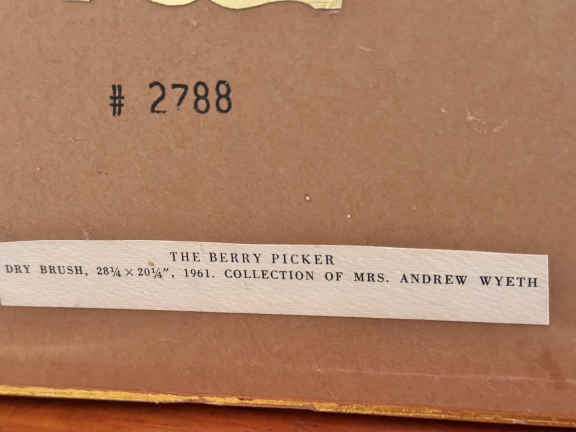 # 2788
THE BERRY PICKER
DRY BRUSH, 28¼ × 20¼", 1961. COLLECTION OF MRS. ANDREW WYETH